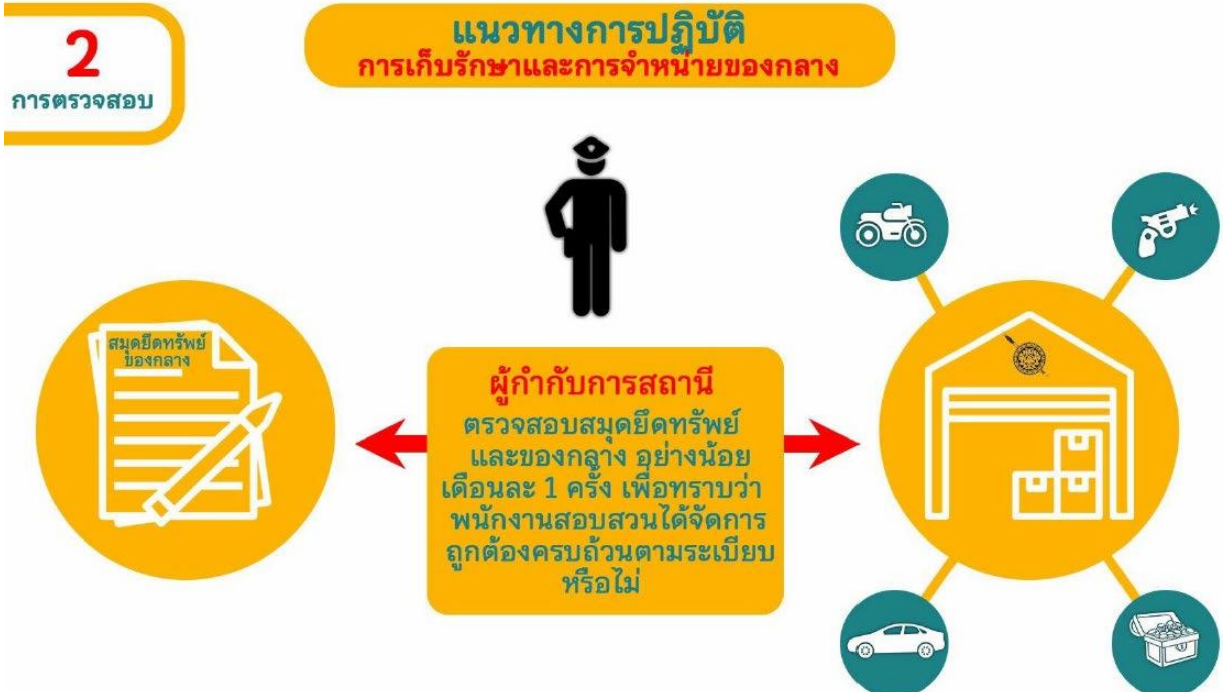 2
การตรวจสอบ
แนวทางการปฏิบัติ
การเก็บรักษาและการจำหน่ายของกลาง
สมุดยึดทรัพย์
ของกลาง
ผู้กำกับการสถานี
ตรวจสอบสมุดยึดทรัพย์
และของกลาง อย่างน้อย
เดือนละ 1 ครั้ง เพื่อทราบว่า
พนักงานสอบสวนได้จัดการ
ถูกต้องครบถ้วนตามระเบียบ
หรือไม่